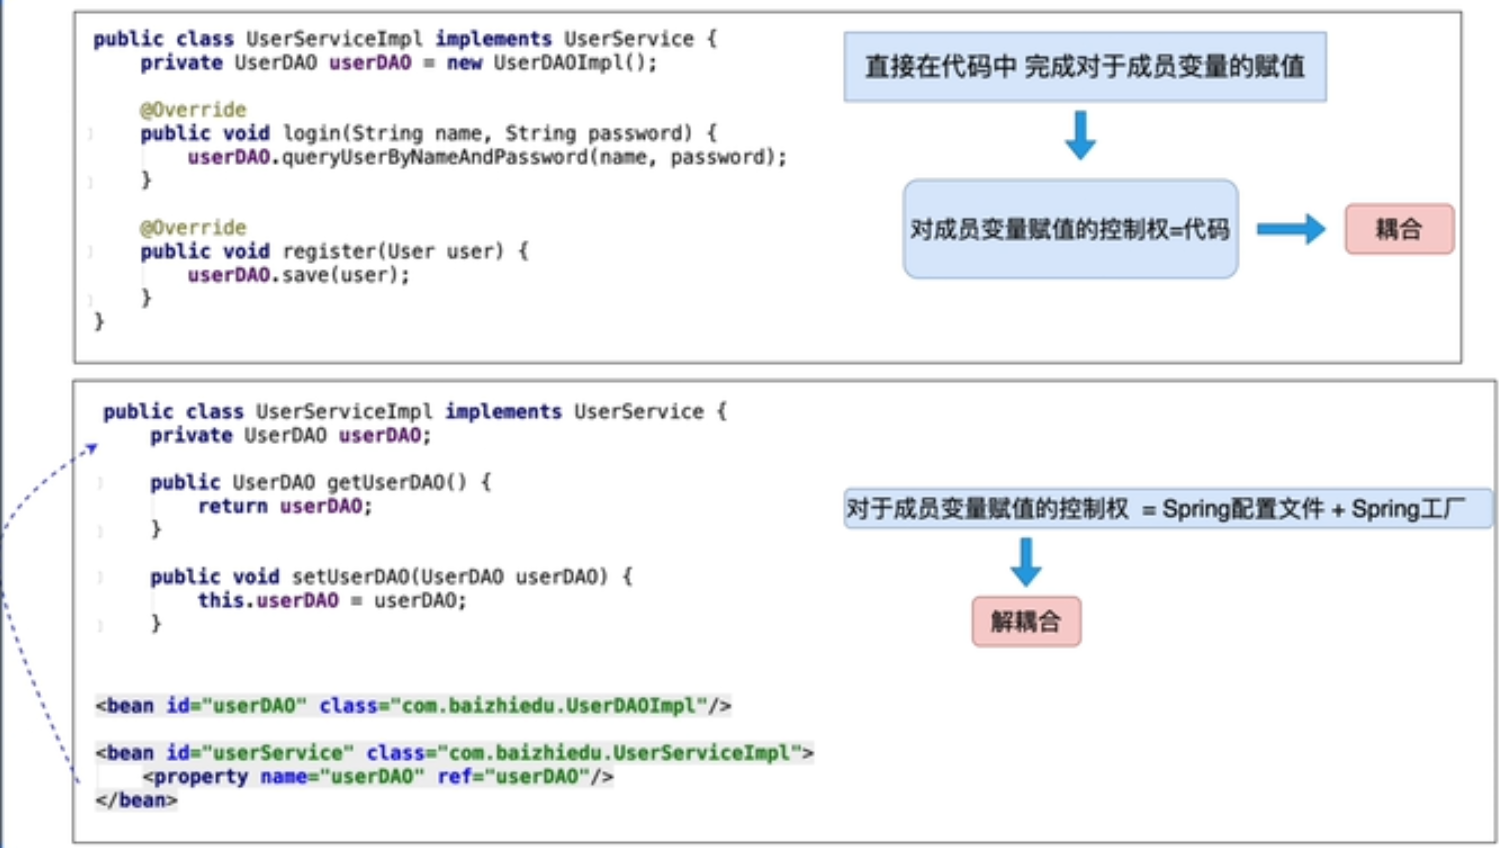 public class UserServiceImpl implements UserService {
private UserDAO userDAO = new UserDAOImpl();
@Override
public void login(String name, String password) {
userDAO.queryUserByNameAndPassword(name, password);
}
@Override
public void register(User user) {
userDAO.save(user);
}
}
直接在代码中 完成对于成员变量的赋值
对成员变量赋值的控制权=代码
耦合
public class UserServiceImpl implements UserService {
private UserDAO userDAO;
public UserDAO getUserDAO() {
return userDAO;
}
public void setUserDAO(UserDAO userDAO) {
this.userDAO = userDAO;
}
<bean id="userDAO" class="com.baizhiedu.UserDAOImpl"/>
<bean id="userService" class="com.baizhiedu.UserServiceImpl">
<property name="userDAO" ref="userDAO"/>
</bean>
对于成员变量赋值的控制权 = Spring配置文件 + Spring工厂
解耦合